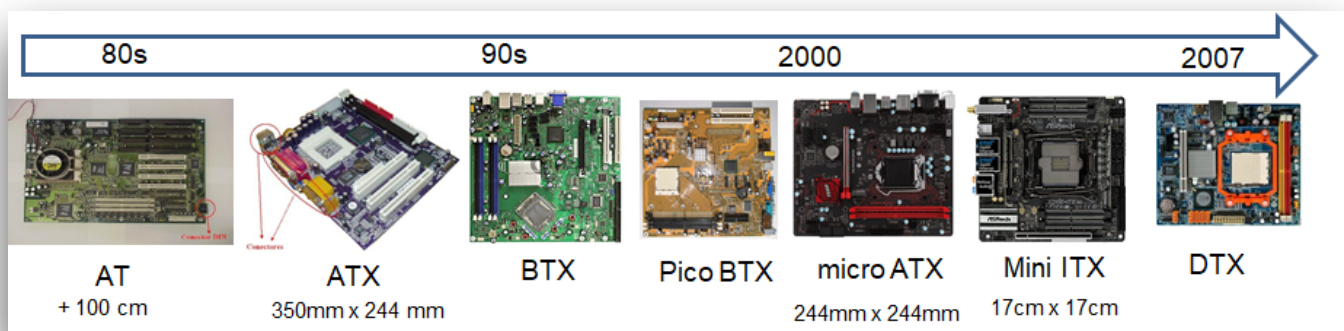 80s
90s
2000
2007
Conector DIN
Conectores
ASRock
AT
ATX
BTX
Pico BTX
micro ATX
Mini ITX
DTX
+ 100 cm
350mm x 244 mm
244mm x 244mm
17cm x 17cm